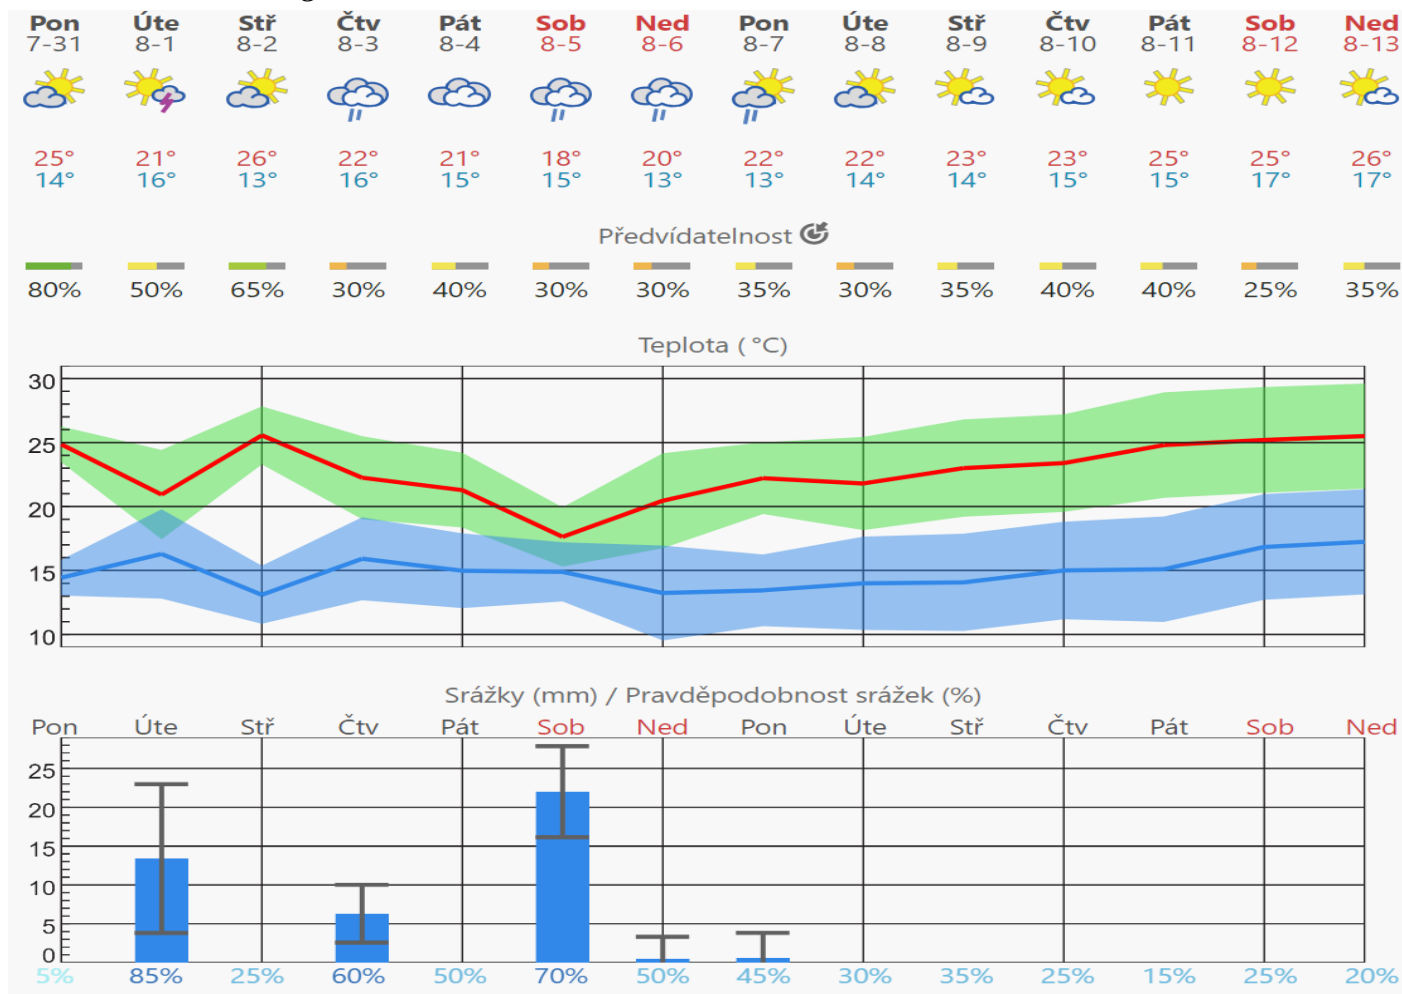 Pon Úte Stř Čtv Pát Sob Ned Pon Úte Stř Čtv Pát Sob Ned
7-31 8-1 8-2 8-3 8-4 8-5 8-6 8-7 8-8 8-9 8-10 8-11 8-12 8-13
25° 21° 26° 22° 21° 18° 20° 22° 22° 23° 23° 25° 25° 26°
14° 16° 13° 16° 15° 15° 13° 13° 14° 14° 15° 15° 17° 17°
Předvídatelnost
80% 50% 65% 30% 40% 30% 30% 35% 30% 35% 40% 40% 25% 35%
Teplota ( °C)
30
25
20
15
10
Srážky (mm) / Pravděpodobnost srážek (%)
Pon Úte Stř Čtv Pát Sob Ned Pon Úte Stř Čtv Pát Sob Ned
25
20
15
10
5
0
5% 85% 25% 60% 50% 70% 50% 45% 30% 35% 25% 15% 25% 20%